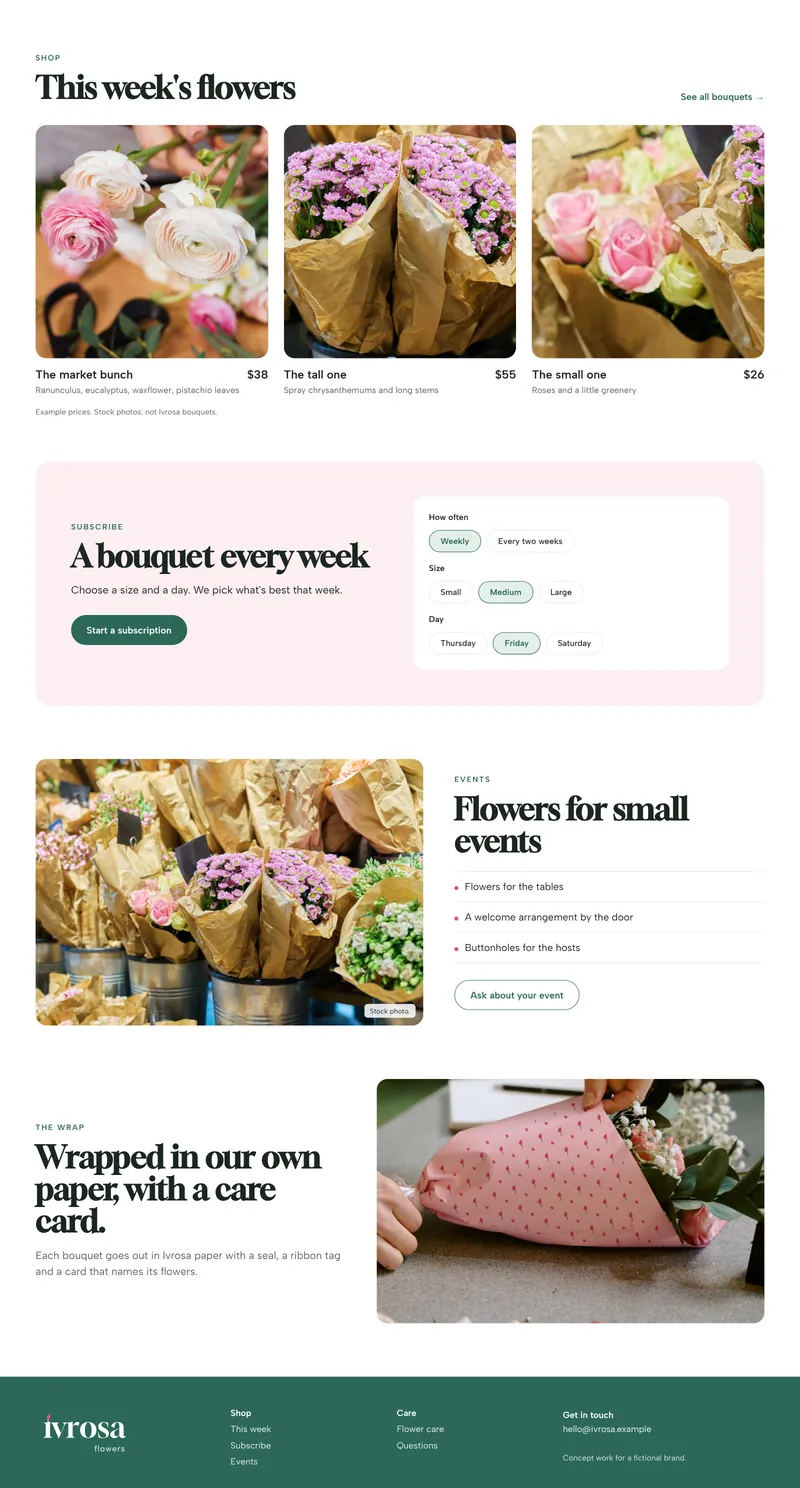 SHOP
This week's flowers
See all bouquets →
The market bunch
$38
Ranunculus, eucalyptus, waxflower, pistachio leaves
The tall one
$55
Spray chrysanthemums and long stems
The small one
$26
Roses and a little greenery
Example prices. Stock photos: not Ivrosa bouquets.
SUBSCRIBE
A bouquet every week
Choose a size and a day. We pick what's best that week.
Start a subscription
How often
Weekly
Every two weeks
Size
Small
Medium
Large
Day
Thursday
Friday
Saturday
Stock photo.
EVENTS
Flowers for small
events
Flowers for the tables
A welcome arrangement by the door
Buttonholes for the hosts
Ask about your event
THE WRAP
Wrapped in our own
paper, with a care
card.
Each bouquet goes out in Ivrosa paper with a seal, a ribbon tag
and a card that names its flowers.
ivrosa
flowers
Shop
This week
Subscribe
Events
Care
Flower care
Questions
Get in touch
hello@ivrosa.example
Concept work for a fictional brand.